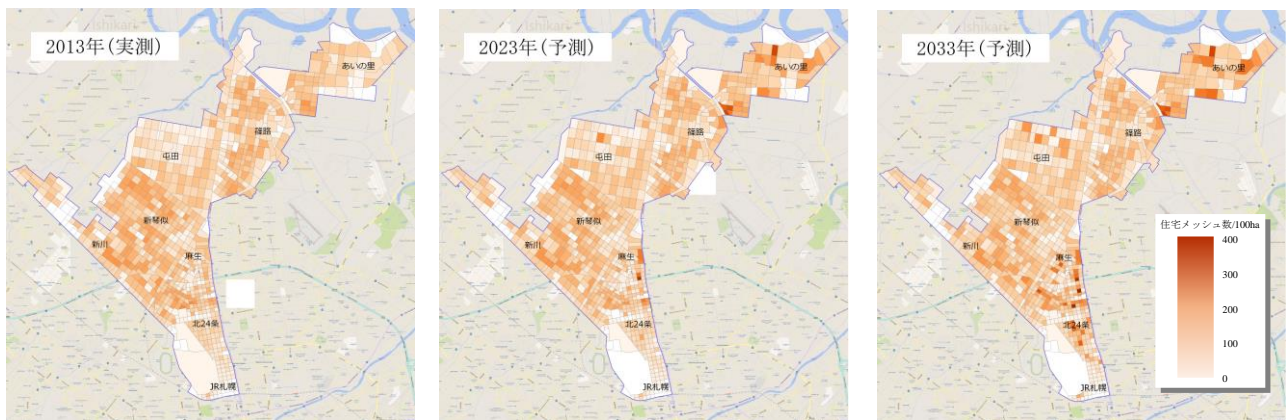 Ishikari
2013年(実測)
あいの里
篠路
屯田
新琴似
新川
麻生
北24条
JR札幌
Ishikari
2023年(予測)
あいの里
篠路
屯田
新琴似
新川
麻生
北24条
JR札幌
Ishikari
2033年(予測)
あいの里
篠路
屯田
新琴似
新川
麻生
北24条
JR札幌
住宅メッシュ数/100ha
400
300
200
100
0